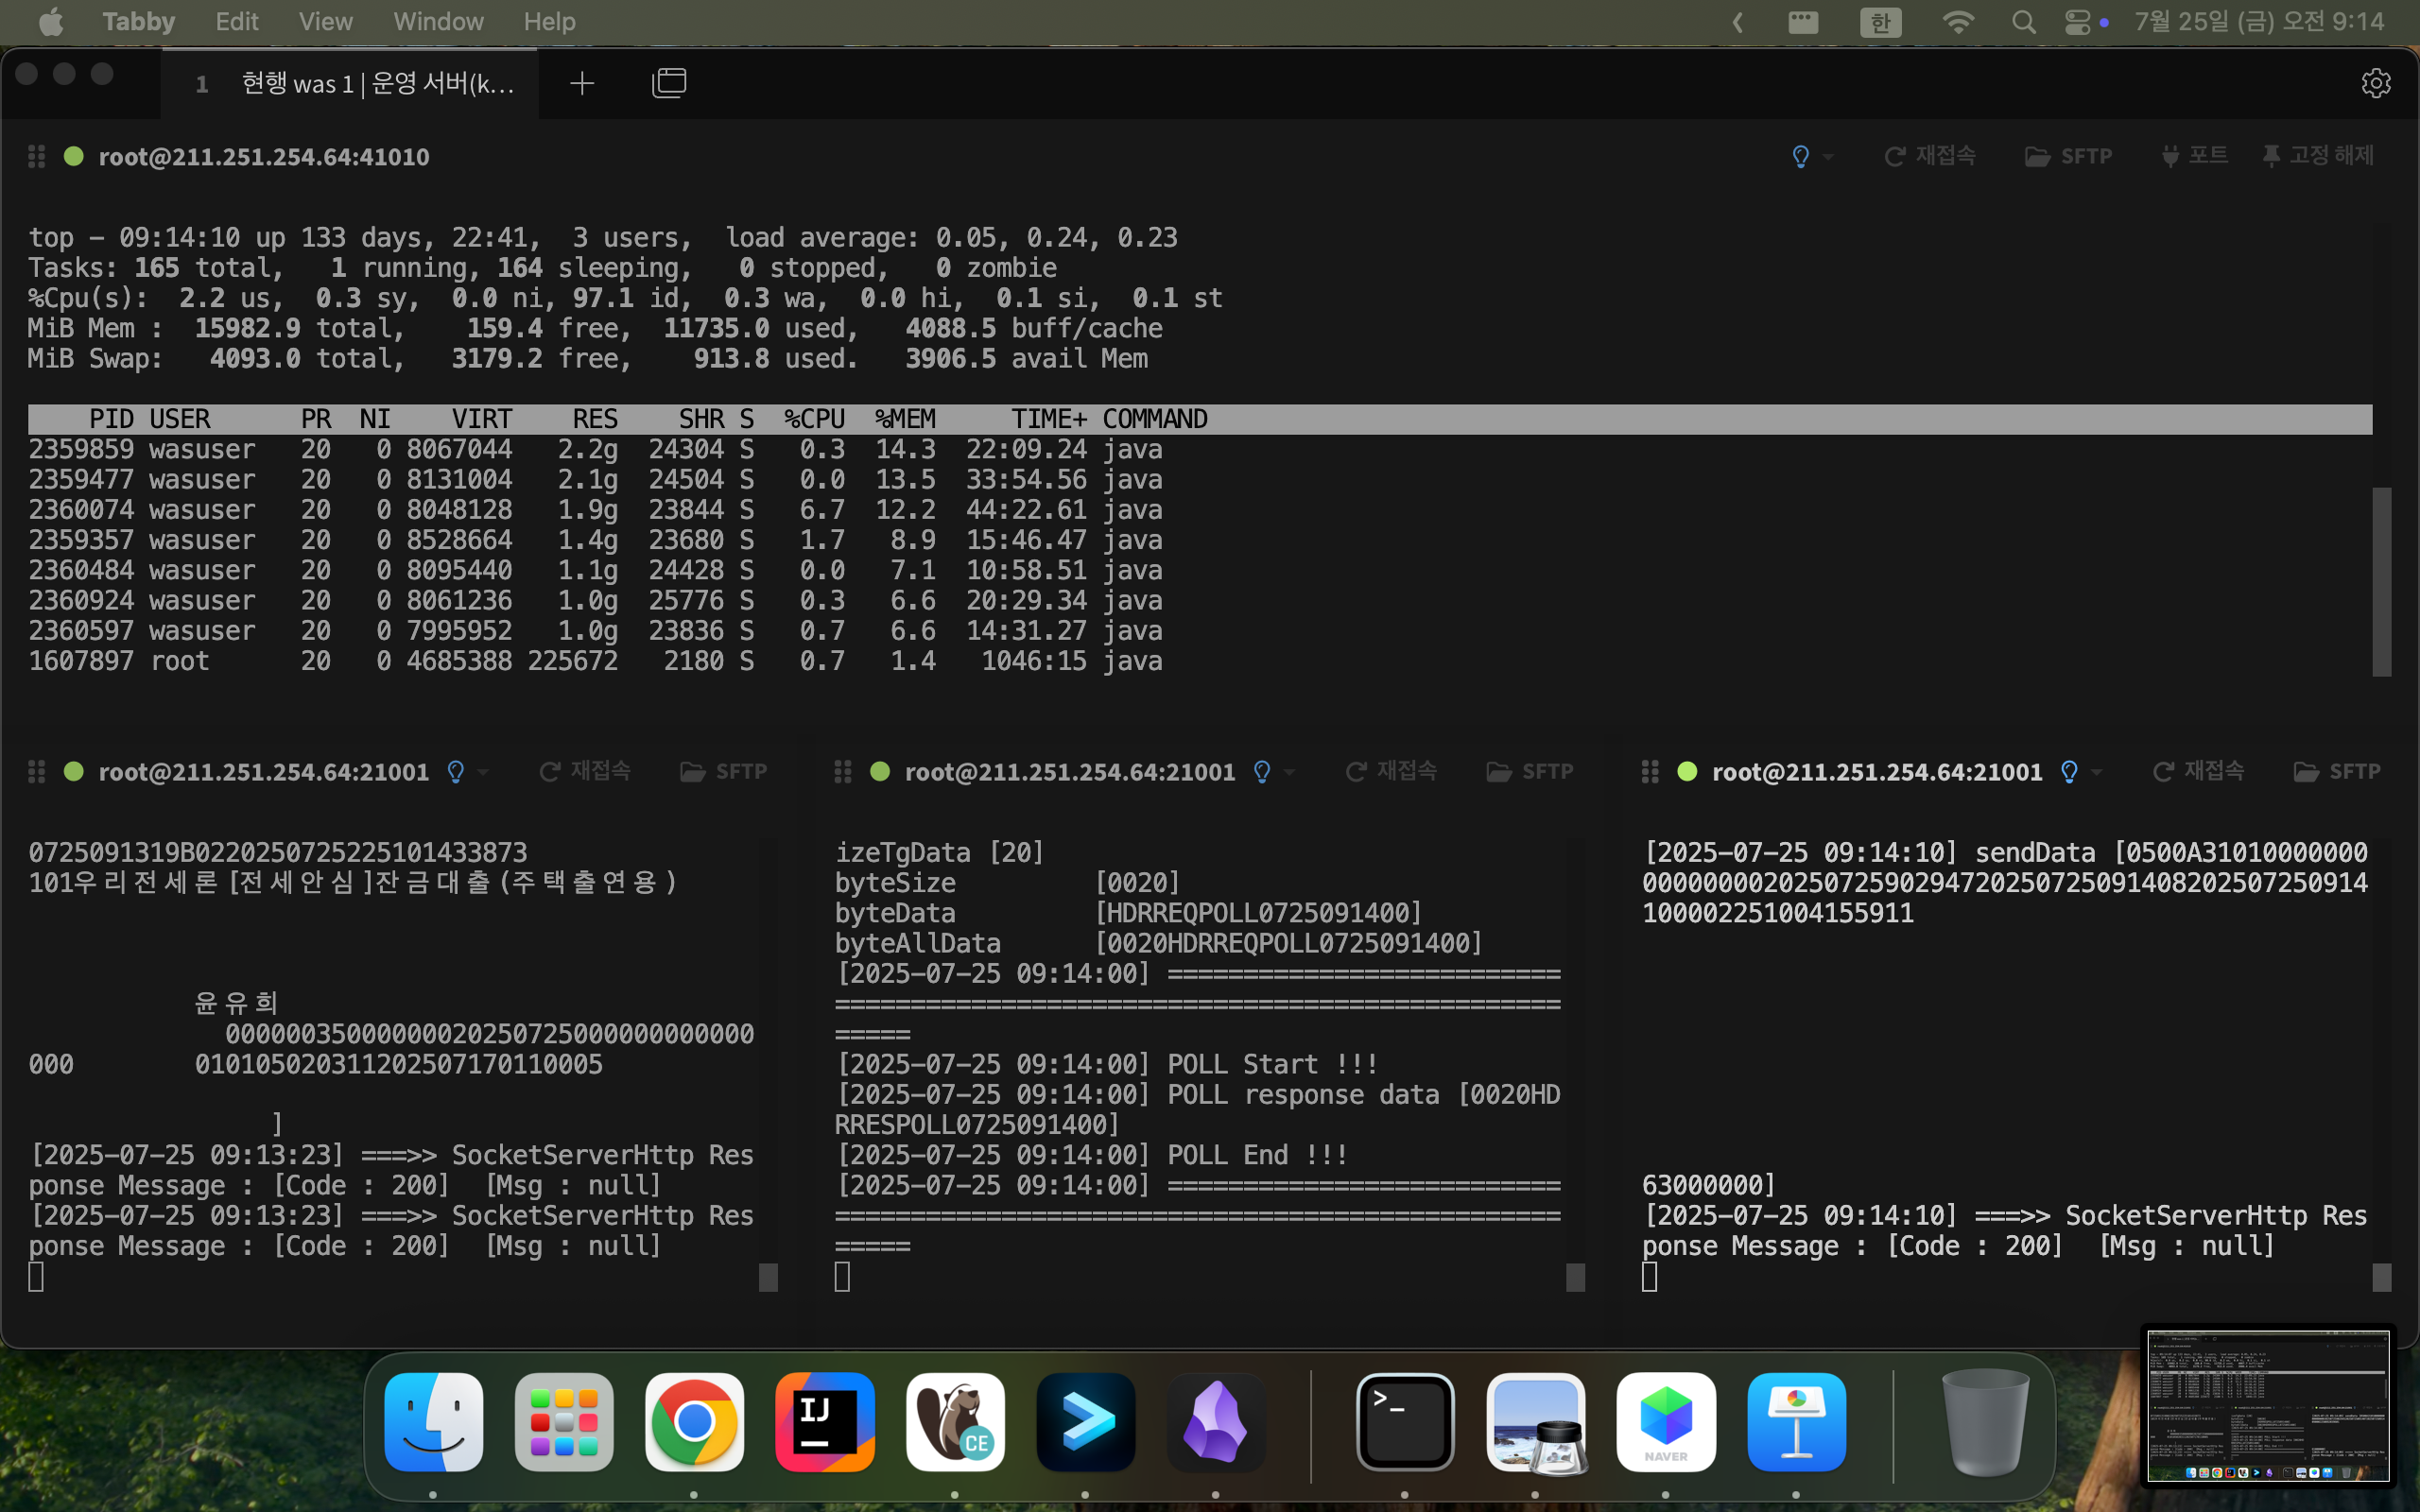 Tabby Edit View Window Help
한 7월 25일 (금) 오전 9:14
1 현행 was 1 | 운영 서버(k…
root@211.251.254.64:41010 재접속 SFTP 포트 고정 해제
top - 09:14:10 up 133 days, 22:41, 3 users, load average: 0.05, 0.24, 0.23
Tasks: 165 total, 1 running, 164 sleeping, 0 stopped, 0 zombie
%Cpu(s): 2.2 us, 0.3 sy, 0.0 ni, 97.1 id, 0.3 wa, 0.0 hi, 0.1 si, 0.1 st
MiB Mem : 15982.9 total, 159.4 free, 11735.0 used, 4088.5 buff/cache
MiB Swap: 4093.0 total, 3179.2 free, 913.8 used. 3906.5 avail Mem
PID USER PR NI VIRT RES SHR S %CPU %MEM TIME+ COMMAND
2359859 wasuser 20 0 8067044 2.2g 24304 S 0.3 14.3 22:09.24 java
2359477 wasuser 20 0 8131004 2.1g 24504 S 0.0 13.5 33:54.56 java
2360074 wasuser 20 0 8048128 1.9g 23844 S 6.7 12.2 44:22.61 java
2359357 wasuser 20 0 8528664 1.4g 23680 S 1.7 8.9 15:46.47 java
2360484 wasuser 20 0 8095440 1.1g 24428 S 0.0 7.1 10:58.51 java
2360924 wasuser 20 0 8061236 1.0g 25776 S 0.3 6.6 20:29.34 java
2360597 wasuser 20 0 7995952 1.0g 23836 S 0.7 6.6 14:31.27 java
1607897 root 20 0 4685388 225672 2180 S 0.7 1.4 1046:15 java
root@211.251.254.64:21001 재접속 SFTP
0725091319B0220250725225101433873
101우리전세론[전세안심]잔금대출(주택출연용)
윤유희
00000035000000020250725000000000000
000 010105020311202507170110005
]
[2025-07-25 09:13:23] ===>> SocketServerHttp Res
ponse Message : [Code : 200] [Msg : null]
[2025-07-25 09:13:23] ===>> SocketServerHttp Res
ponse Message : [Code : 200] [Msg : null]
root@211.251.254.64:21001 재접속 SFTP
izeTgData [20]
byteSize [0020]
byteData [HDRREQPOLL0725091400]
byteAllData [0020HDRREQPOLL0725091400]
[2025-07-25 09:14:00] ==========================
================================================
=====
[2025-07-25 09:14:00] POLL Start !!!
[2025-07-25 09:14:00] POLL response data [0020HD
RRESPOLL0725091400]
[2025-07-25 09:14:00] POLL End !!!
[2025-07-25 09:14:00] ==========================
================================================
=====
root@211.251.254.64:21001 재접속 SFTP
[2025-07-25 09:14:10] sendData [0500A31010000000
000000002025072590294720250725091408202507250914
100002251004155911
63000000]
[2025-07-25 09:14:10] ===>> SocketServerHttp Res
ponse Message : [Code : 200] [Msg : null]
IJ
CE
>_
NAVER